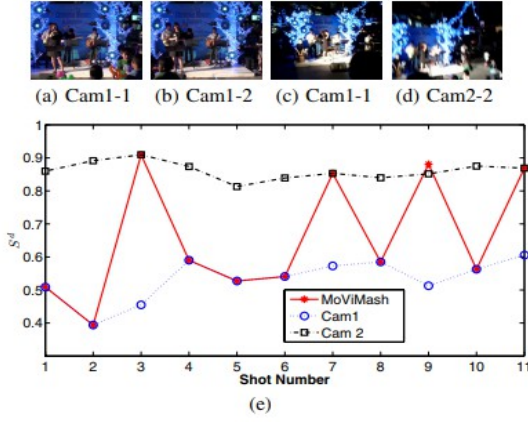 (a) Cam1-1 (b) Cam1-2 (c) Cam1-1 (d) Cam2-2
1
0.9
0.8
0.7
0.6
0.5
0.4
S^d
MoViMash
Cam1
Cam 2
1 2 3 4 5 6 7 8 9 10 11
Shot Number
(e)